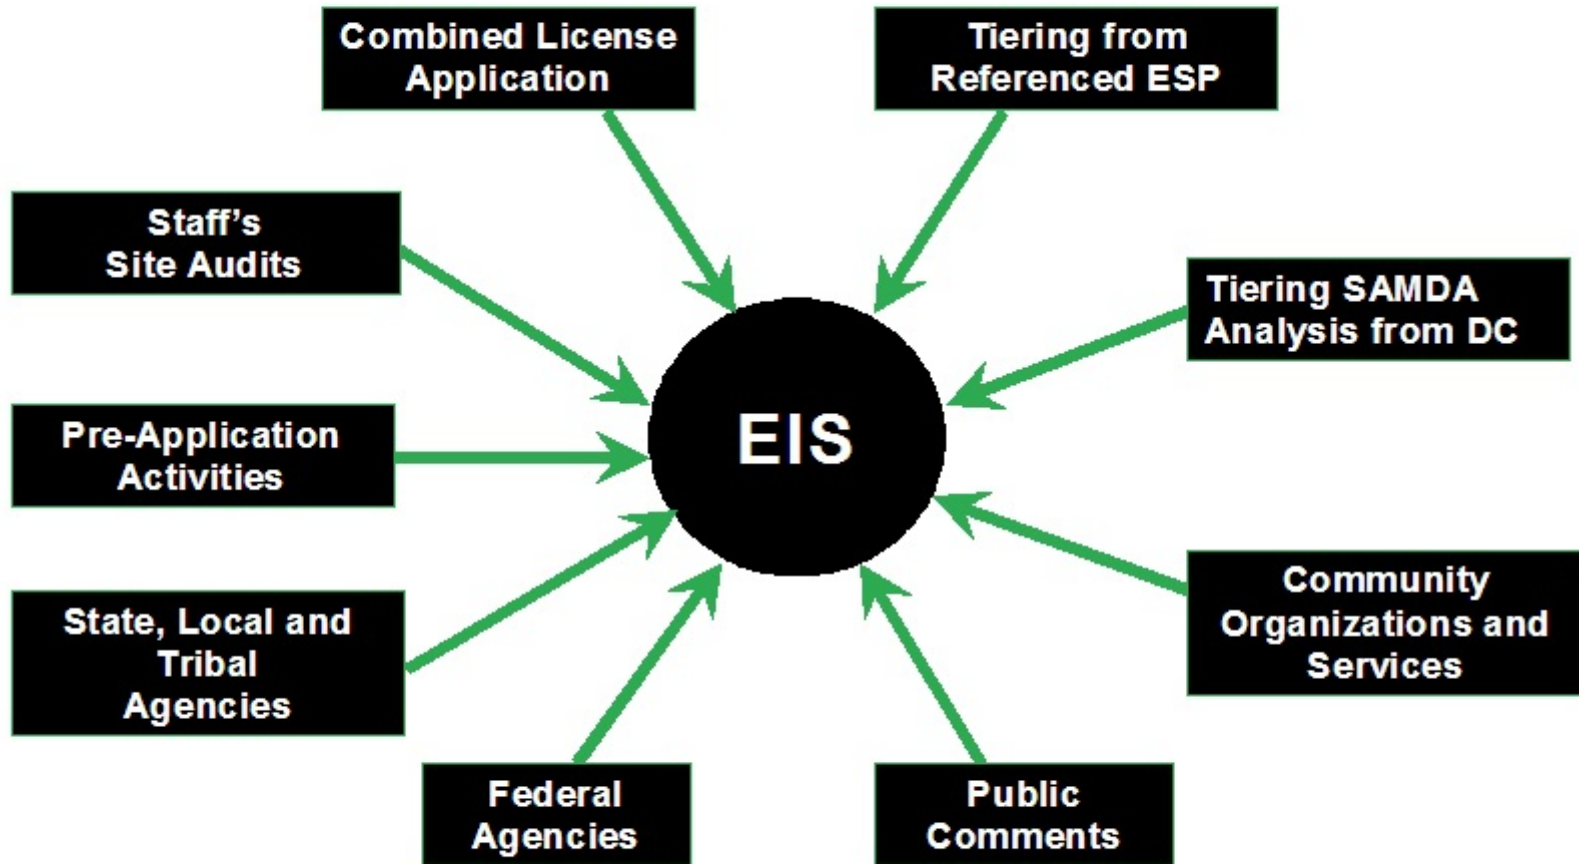 Combined License
Application
Tiering from
Referenced ESP
Staff's
Site Audits
Tiering SAMDA
Analysis from DC
EIS
Pre-Application
Activities
Community
Organizations and
Services
State, Local and
Tribal
Agencies
Federal
Agencies
Public
Comments